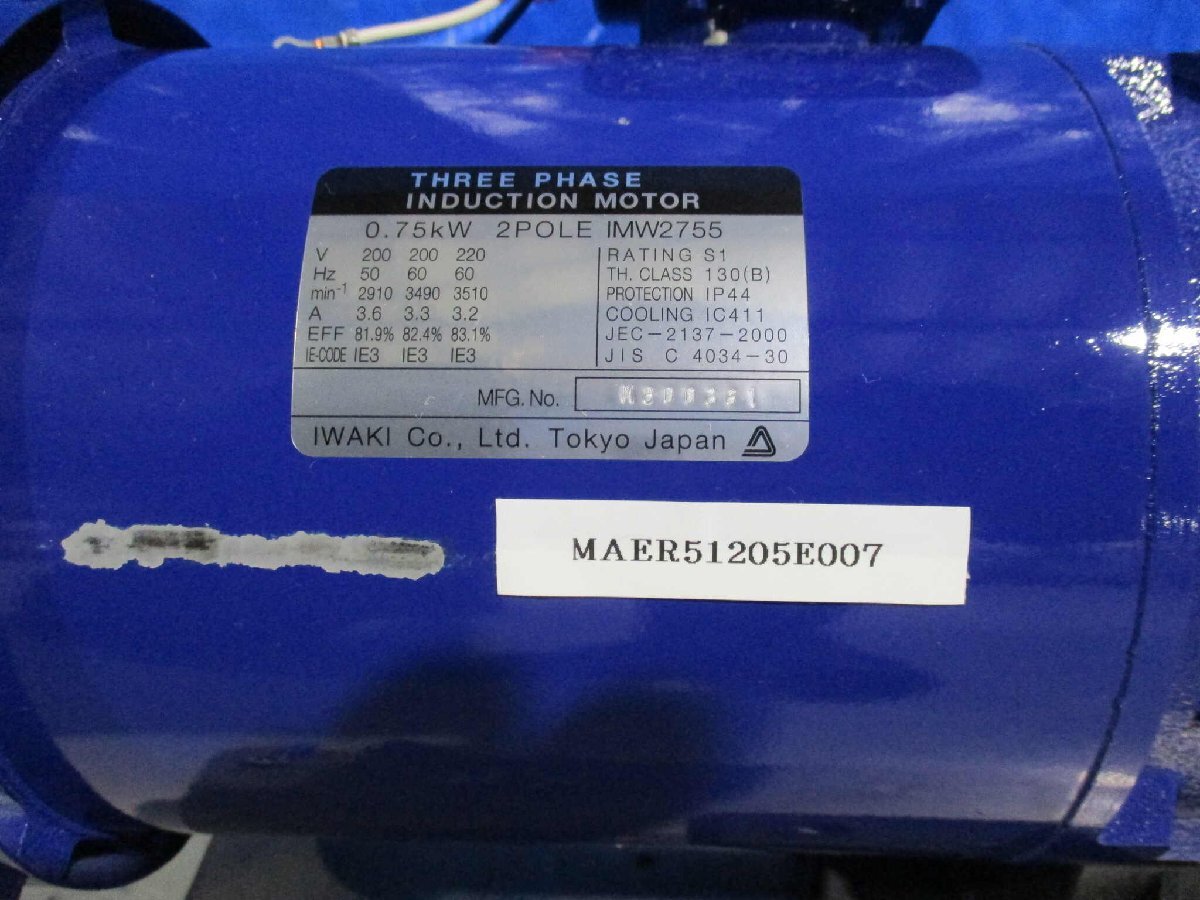 THREE PHASE
INDUCTION MOTOR
0.75kW 2POLE IMW2755
V 200 200 220
Hz 50 60 60
min-1 2910 3490 3510
A 3.6 3.3 3.2
EFF 81.9% 82.4% 83.1%
IE-CODE IE3 IE3 IE3
RATING S1
TH. CLASS 130(B)
PROTECTION IP44
COOLING IC411
JEC-2137-2000
JIS C 4034-30
MFG. No.
IWAKI Co., Ltd. Tokyo Japan
MAER51205E007